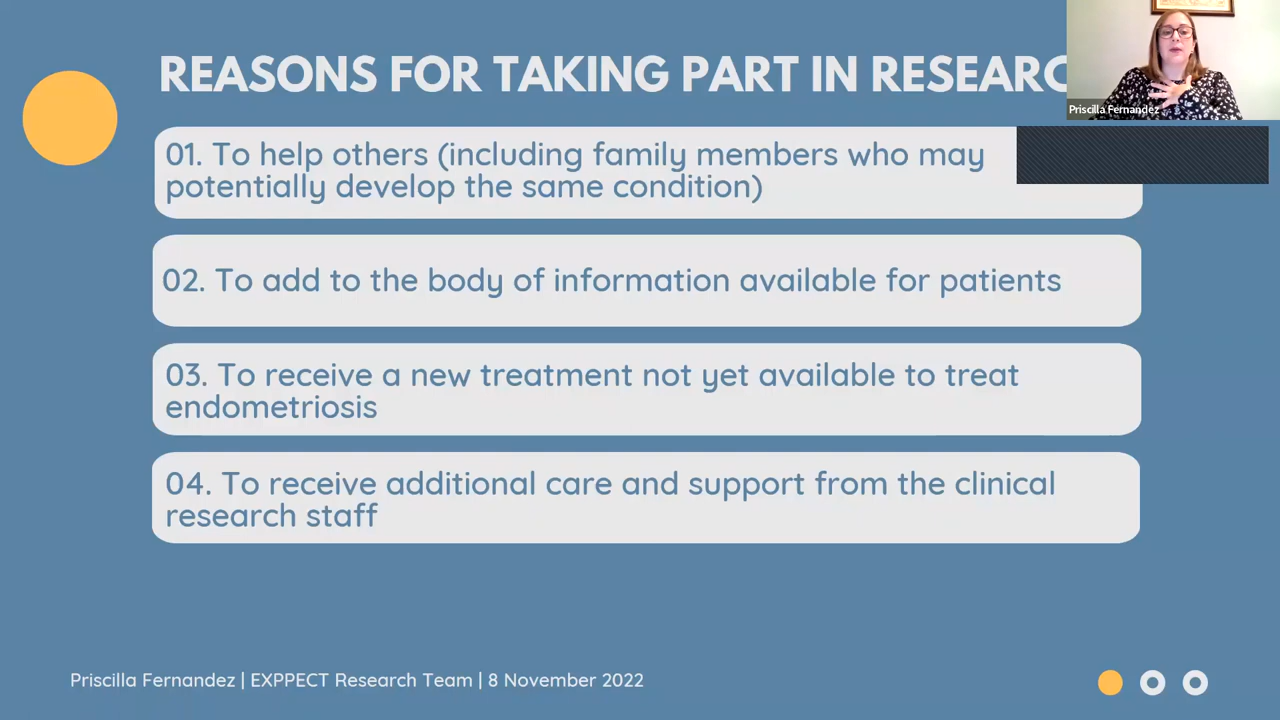 REASONS FOR TAKING PART IN RESEARC
Priscilla Fernandez
01. To help others (including family members who may
potentially develop the same condition)
02. To add to the body of information available for patients
03. To receive a new treatment not yet available to treat
endometriosis
04. To receive additional care and support from the clinical
research staff
Priscilla Fernandez | EXPPECT Research Team | 8 November 2022